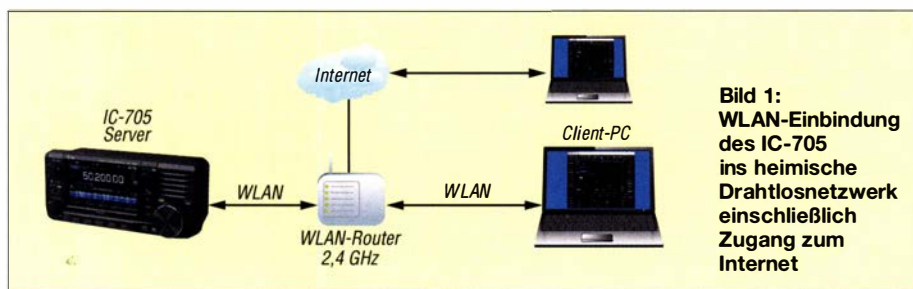 Internet
IC-705
Server
50.200.00
WLAN
WLAN
Client-PC
WLAN-Router
2,4 GHz
Bild 1:
WLAN-Einbindung
des IC-705
ins heimische
Drahtlosnetzwerk
einschließlich
Zugang zum
Internet